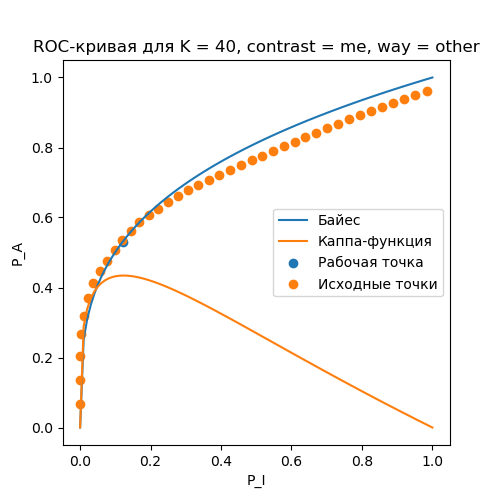 ROC-кривая для K = 40, contrast = me, way = other
1.0
0.8
0.6
0.4
0.2
0.0
P_A
Байес
Каппа-функция
Рабочая точка
Исходные точки
0.0 0.2 0.4 0.6 0.8 1.0
P_I